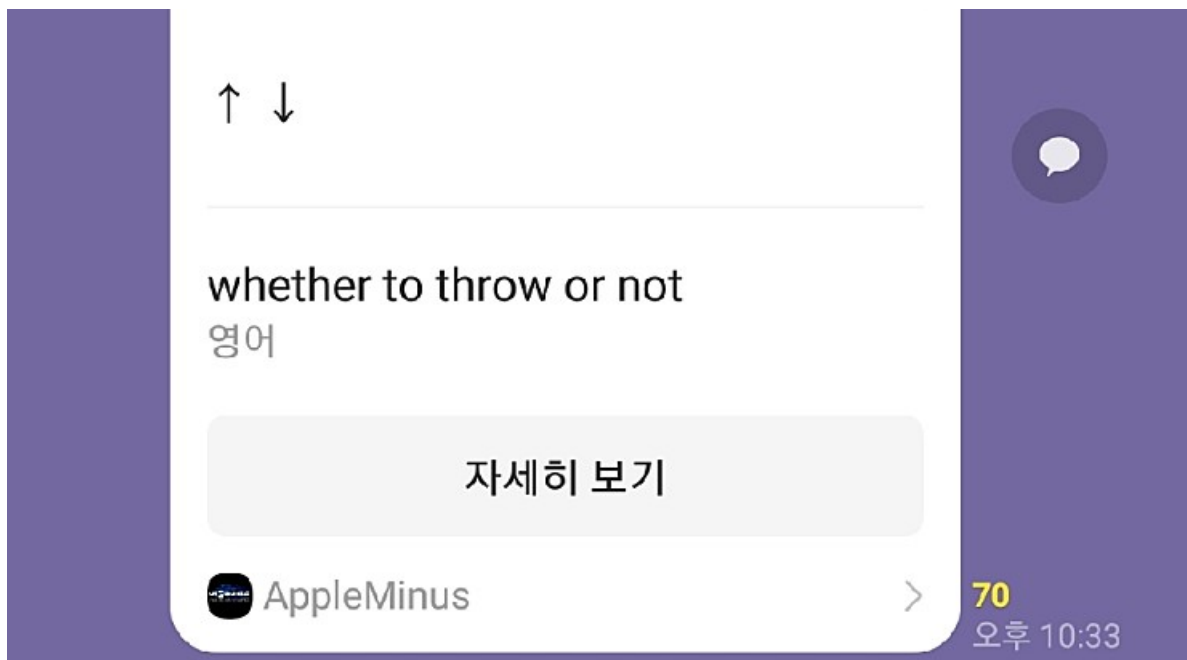 ↑ ↓
whether to throw or not
영어
자세히 보기
AppleMinus
70
오후 10:33